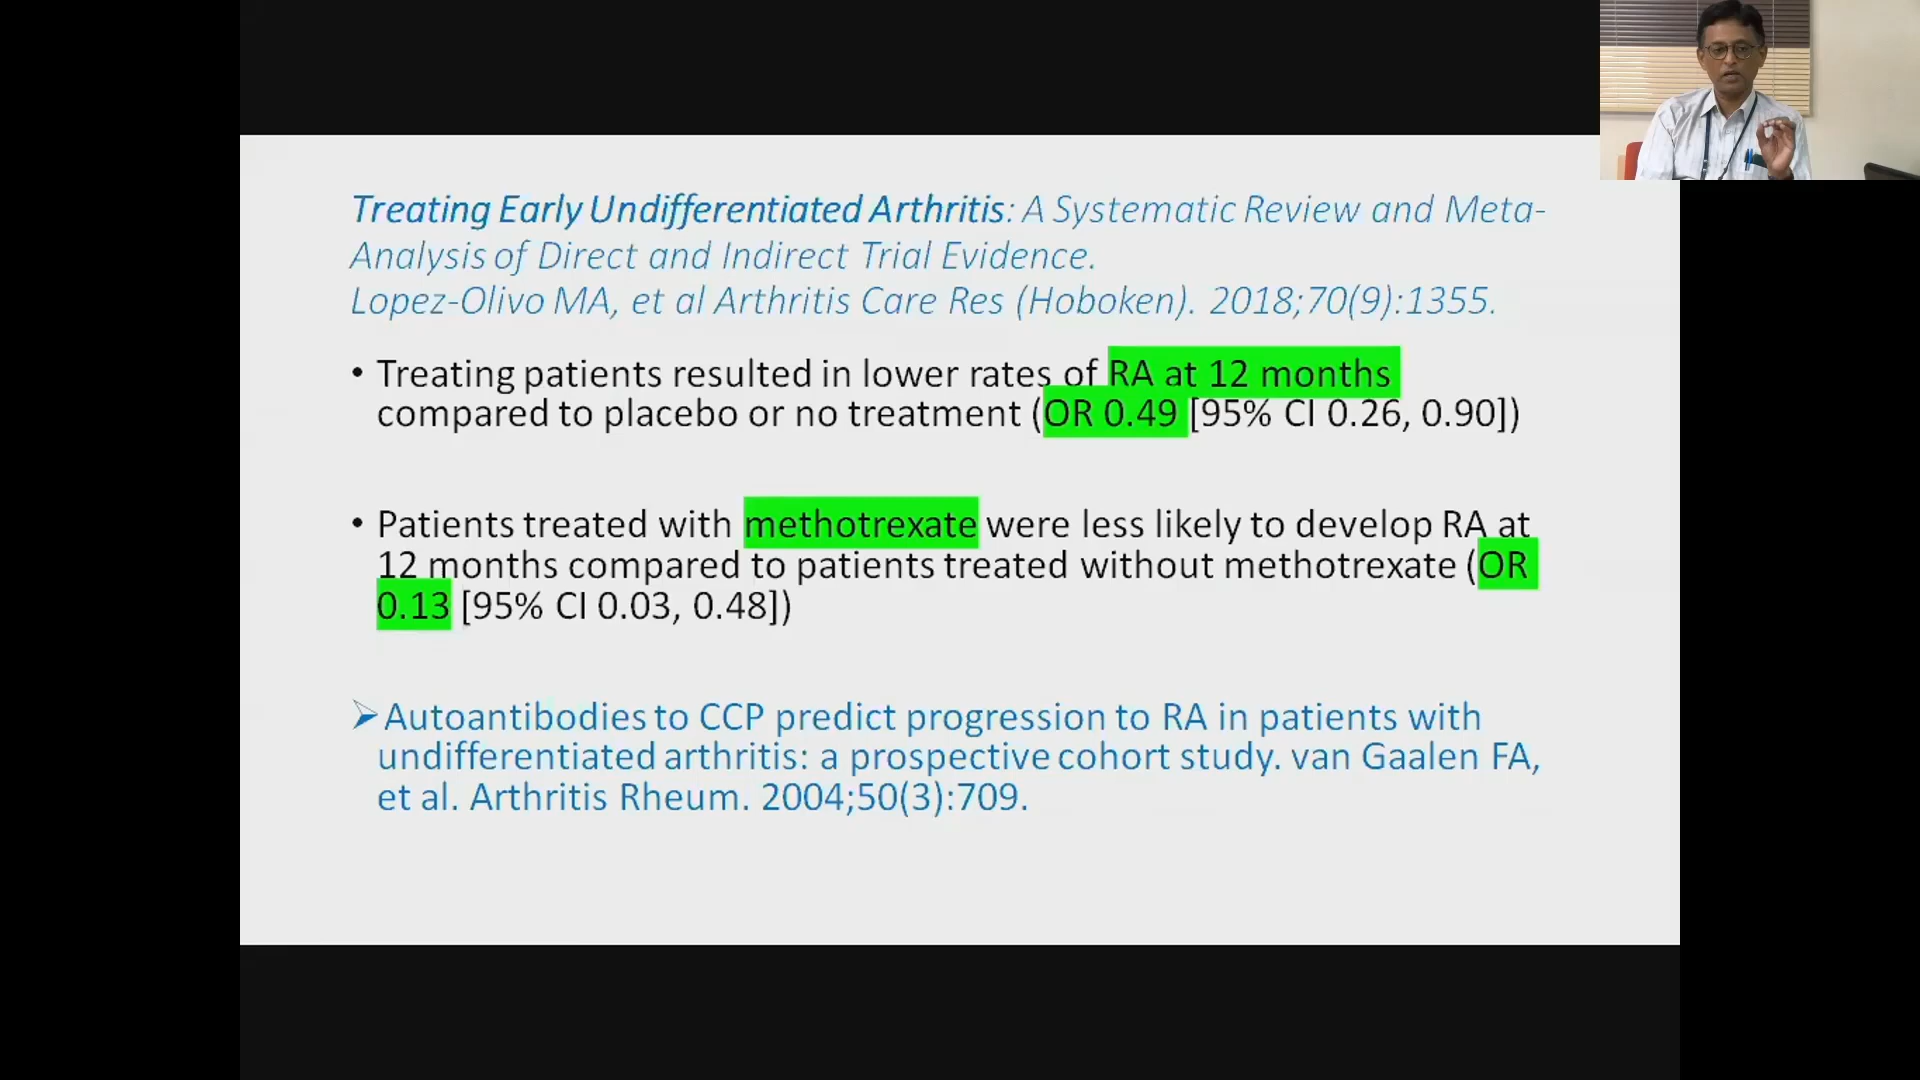 Treating Early Undifferentiated Arthritis: A Systematic Review and Meta-
Analysis of Direct and Indirect Trial Evidence.
Lopez-Olivo MA, et al Arthritis Care Res (Hoboken). 2018;70(9):1355.
• Treating patients resulted in lower rates of RA at 12 months
compared to placebo or no treatment (OR 0.49 [95% CI 0.26, 0.90])
• Patients treated with methotrexate were less likely to develop RA at
12 months compared to patients treated without methotrexate (OR
0.13 [95% CI 0.03, 0.48])
➢ Autoantibodies to CCP predict progression to RA in patients with
undifferentiated arthritis: a prospective cohort study. van Gaalen FA,
et al. Arthritis Rheum. 2004;50(3):709.